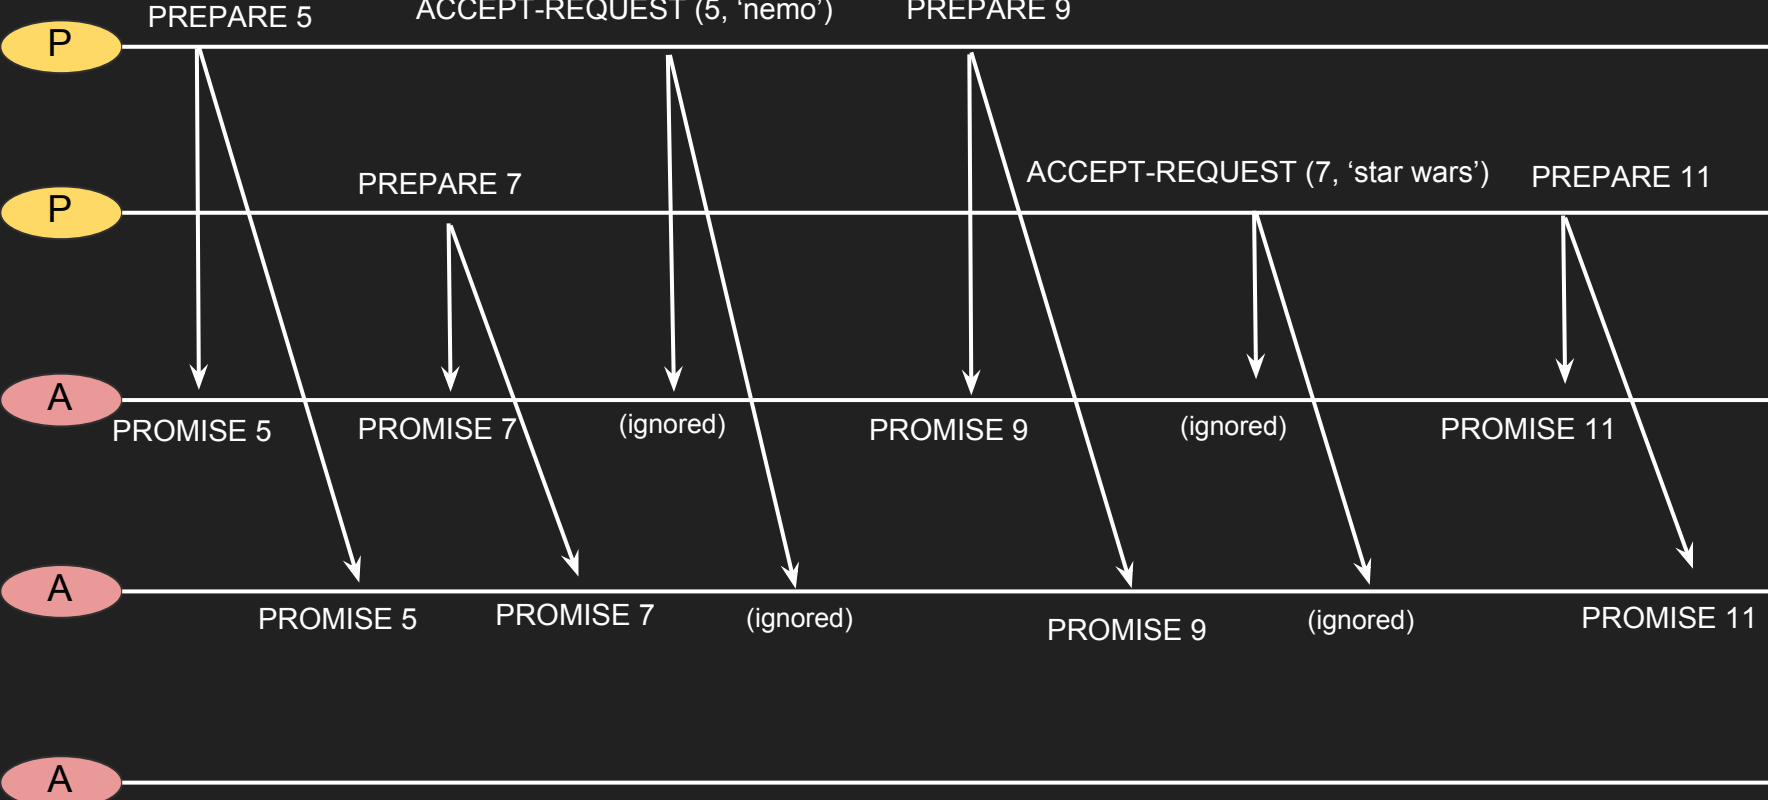 PREPARE 5
ACCEPT-REQUEST (5, ‘nemo’)
PREPARE 9
P
PREPARE 7
ACCEPT-REQUEST (7, ‘star wars’)
PREPARE 11
P
A
PROMISE 5
PROMISE 7
(ignored)
PROMISE 9
(ignored)
PROMISE 11
A
PROMISE 5
PROMISE 7
(ignored)
PROMISE 9
(ignored)
PROMISE 11
A